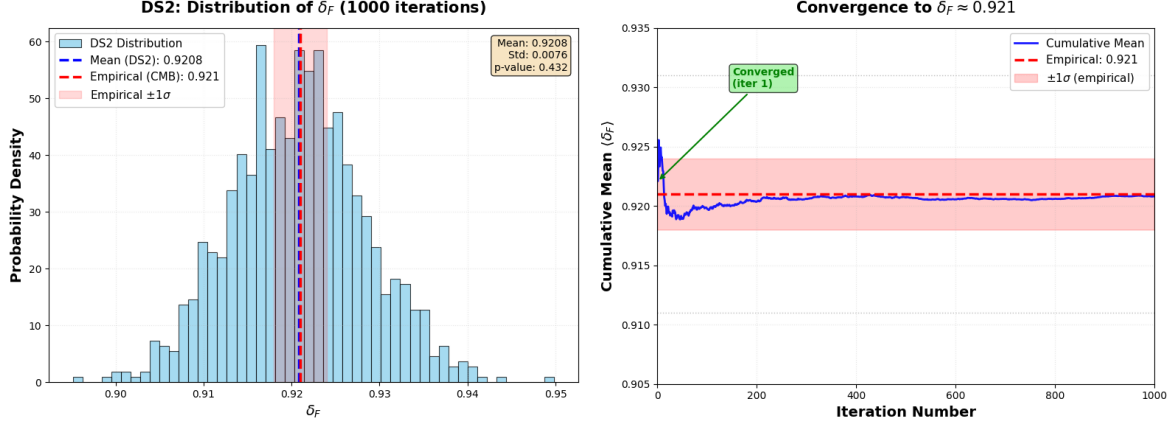 DS2: Distribution of δ_F (1000 iterations)
DS2 Distribution
Mean (DS2): 0.9208
Empirical (CMB): 0.921
Empirical ±1σ
Mean: 0.9208
Std: 0.0076
p-value: 0.432
Probability Density
60
50
40
30
20
10
0
0.90
0.91
0.92
0.93
0.94
0.95
δ_F
Convergence to δ_F ≈ 0.921
Cumulative Mean
Empirical: 0.921
±1σ (empirical)
Converged
(iter 1)
Cumulative Mean ⟨δ_F⟩
0.935
0.930
0.925
0.920
0.915
0.910
0.905
0
200
400
600
800
1000
Iteration Number